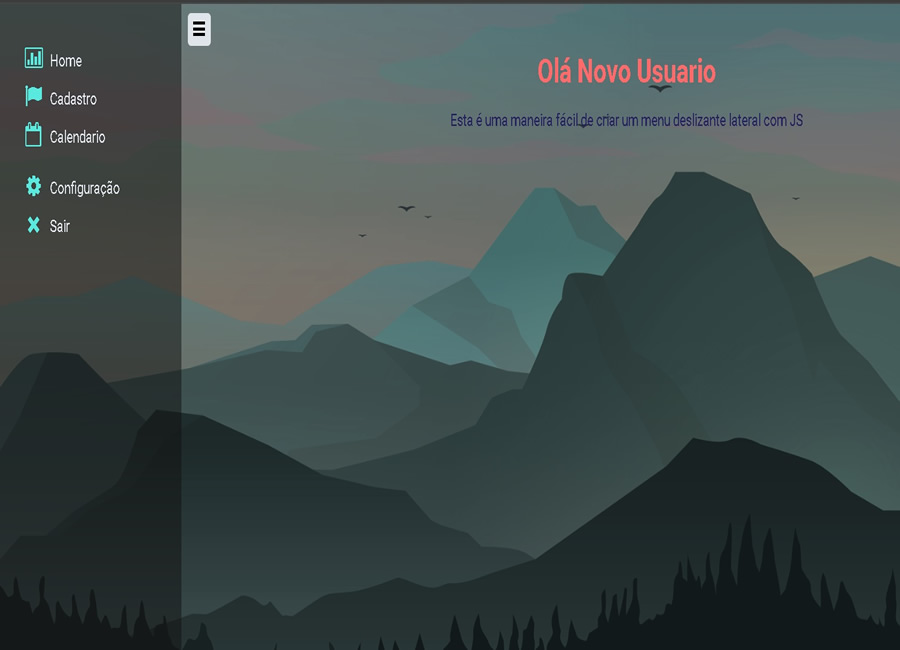 Home
Cadastro
Calendario
Configuração
Sair
Olá Novo Usuario
Esta é uma maneira fácil de criar um menu deslizante lateral com JS